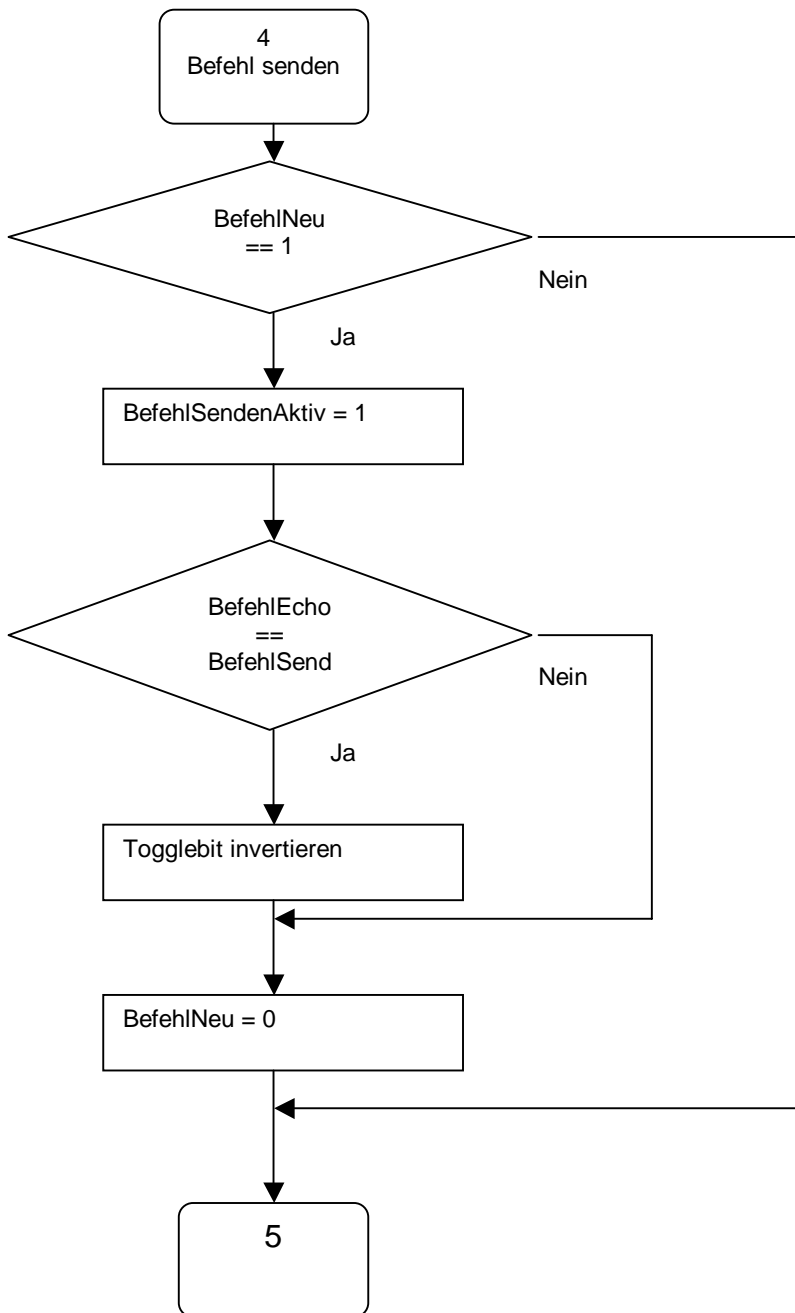 4
Befehl senden
BefehlNeu
== 1
Nein
Ja
BefehlSendenAktiv = 1
BefehlEcho
==
BefehlSend
Nein
Ja
Togglebit invertieren
BefehlNeu = 0
5